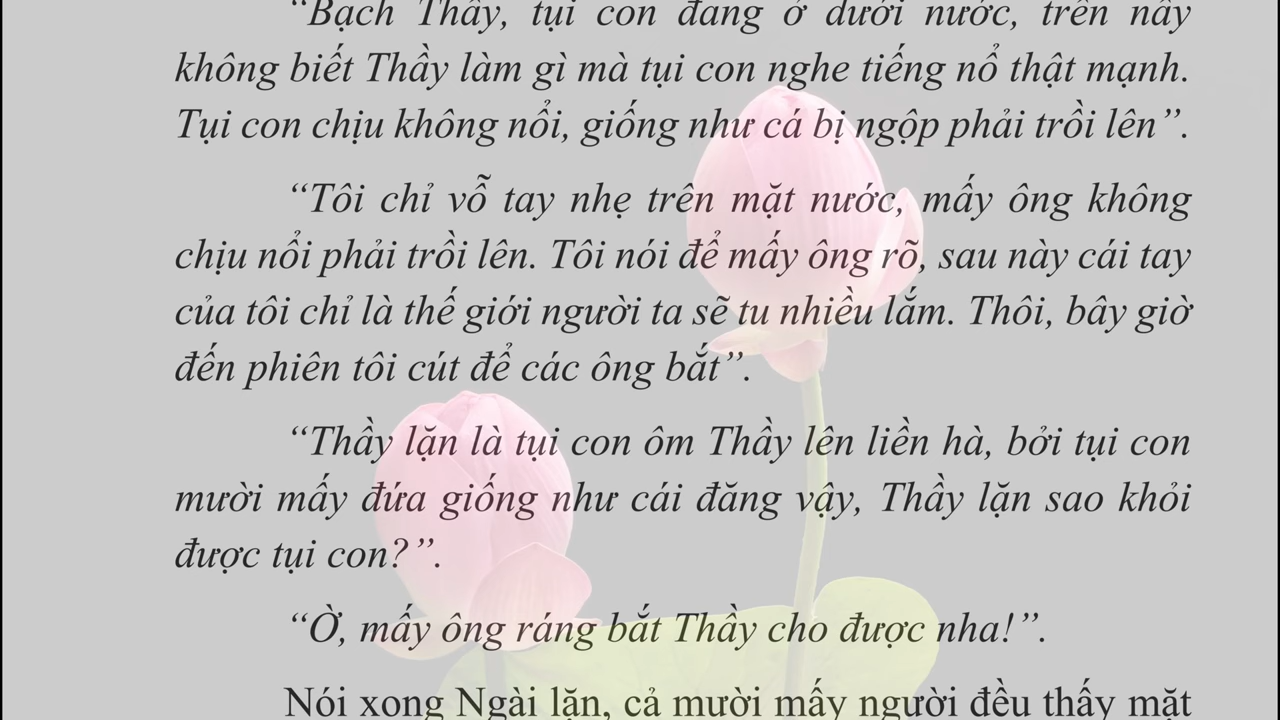 “Bạch Thầy, tụi con đang ở dưới nước, trên nầy
không biết Thầy làm gì mà tụi con nghe tiếng nổ thật mạnh.
Tụi con chịu không nổi, giống như cá bị ngộp phải trồi lên”.
“Tôi chỉ vỗ tay nhẹ trên mặt nước, mấy ông không
chịu nổi phải trồi lên. Tôi nói để mấy ông rõ, sau này cái tay
của tôi chỉ là thế giới người ta sẽ tu nhiều lắm. Thôi, bây giờ
đến phiên tôi cút để các ông bắt”.
“Thầy lặn là tụi con ôm Thầy lên liền hà, bởi tụi con
mười mấy đứa giống như cái đăng vậy, Thầy lặn sao khỏi
được tụi con?”.
“Ờ, mấy ông ráng bắt Thầy cho được nha!”.
Nói xong Ngài lặn, cả mười mấy người đều thấy mặt